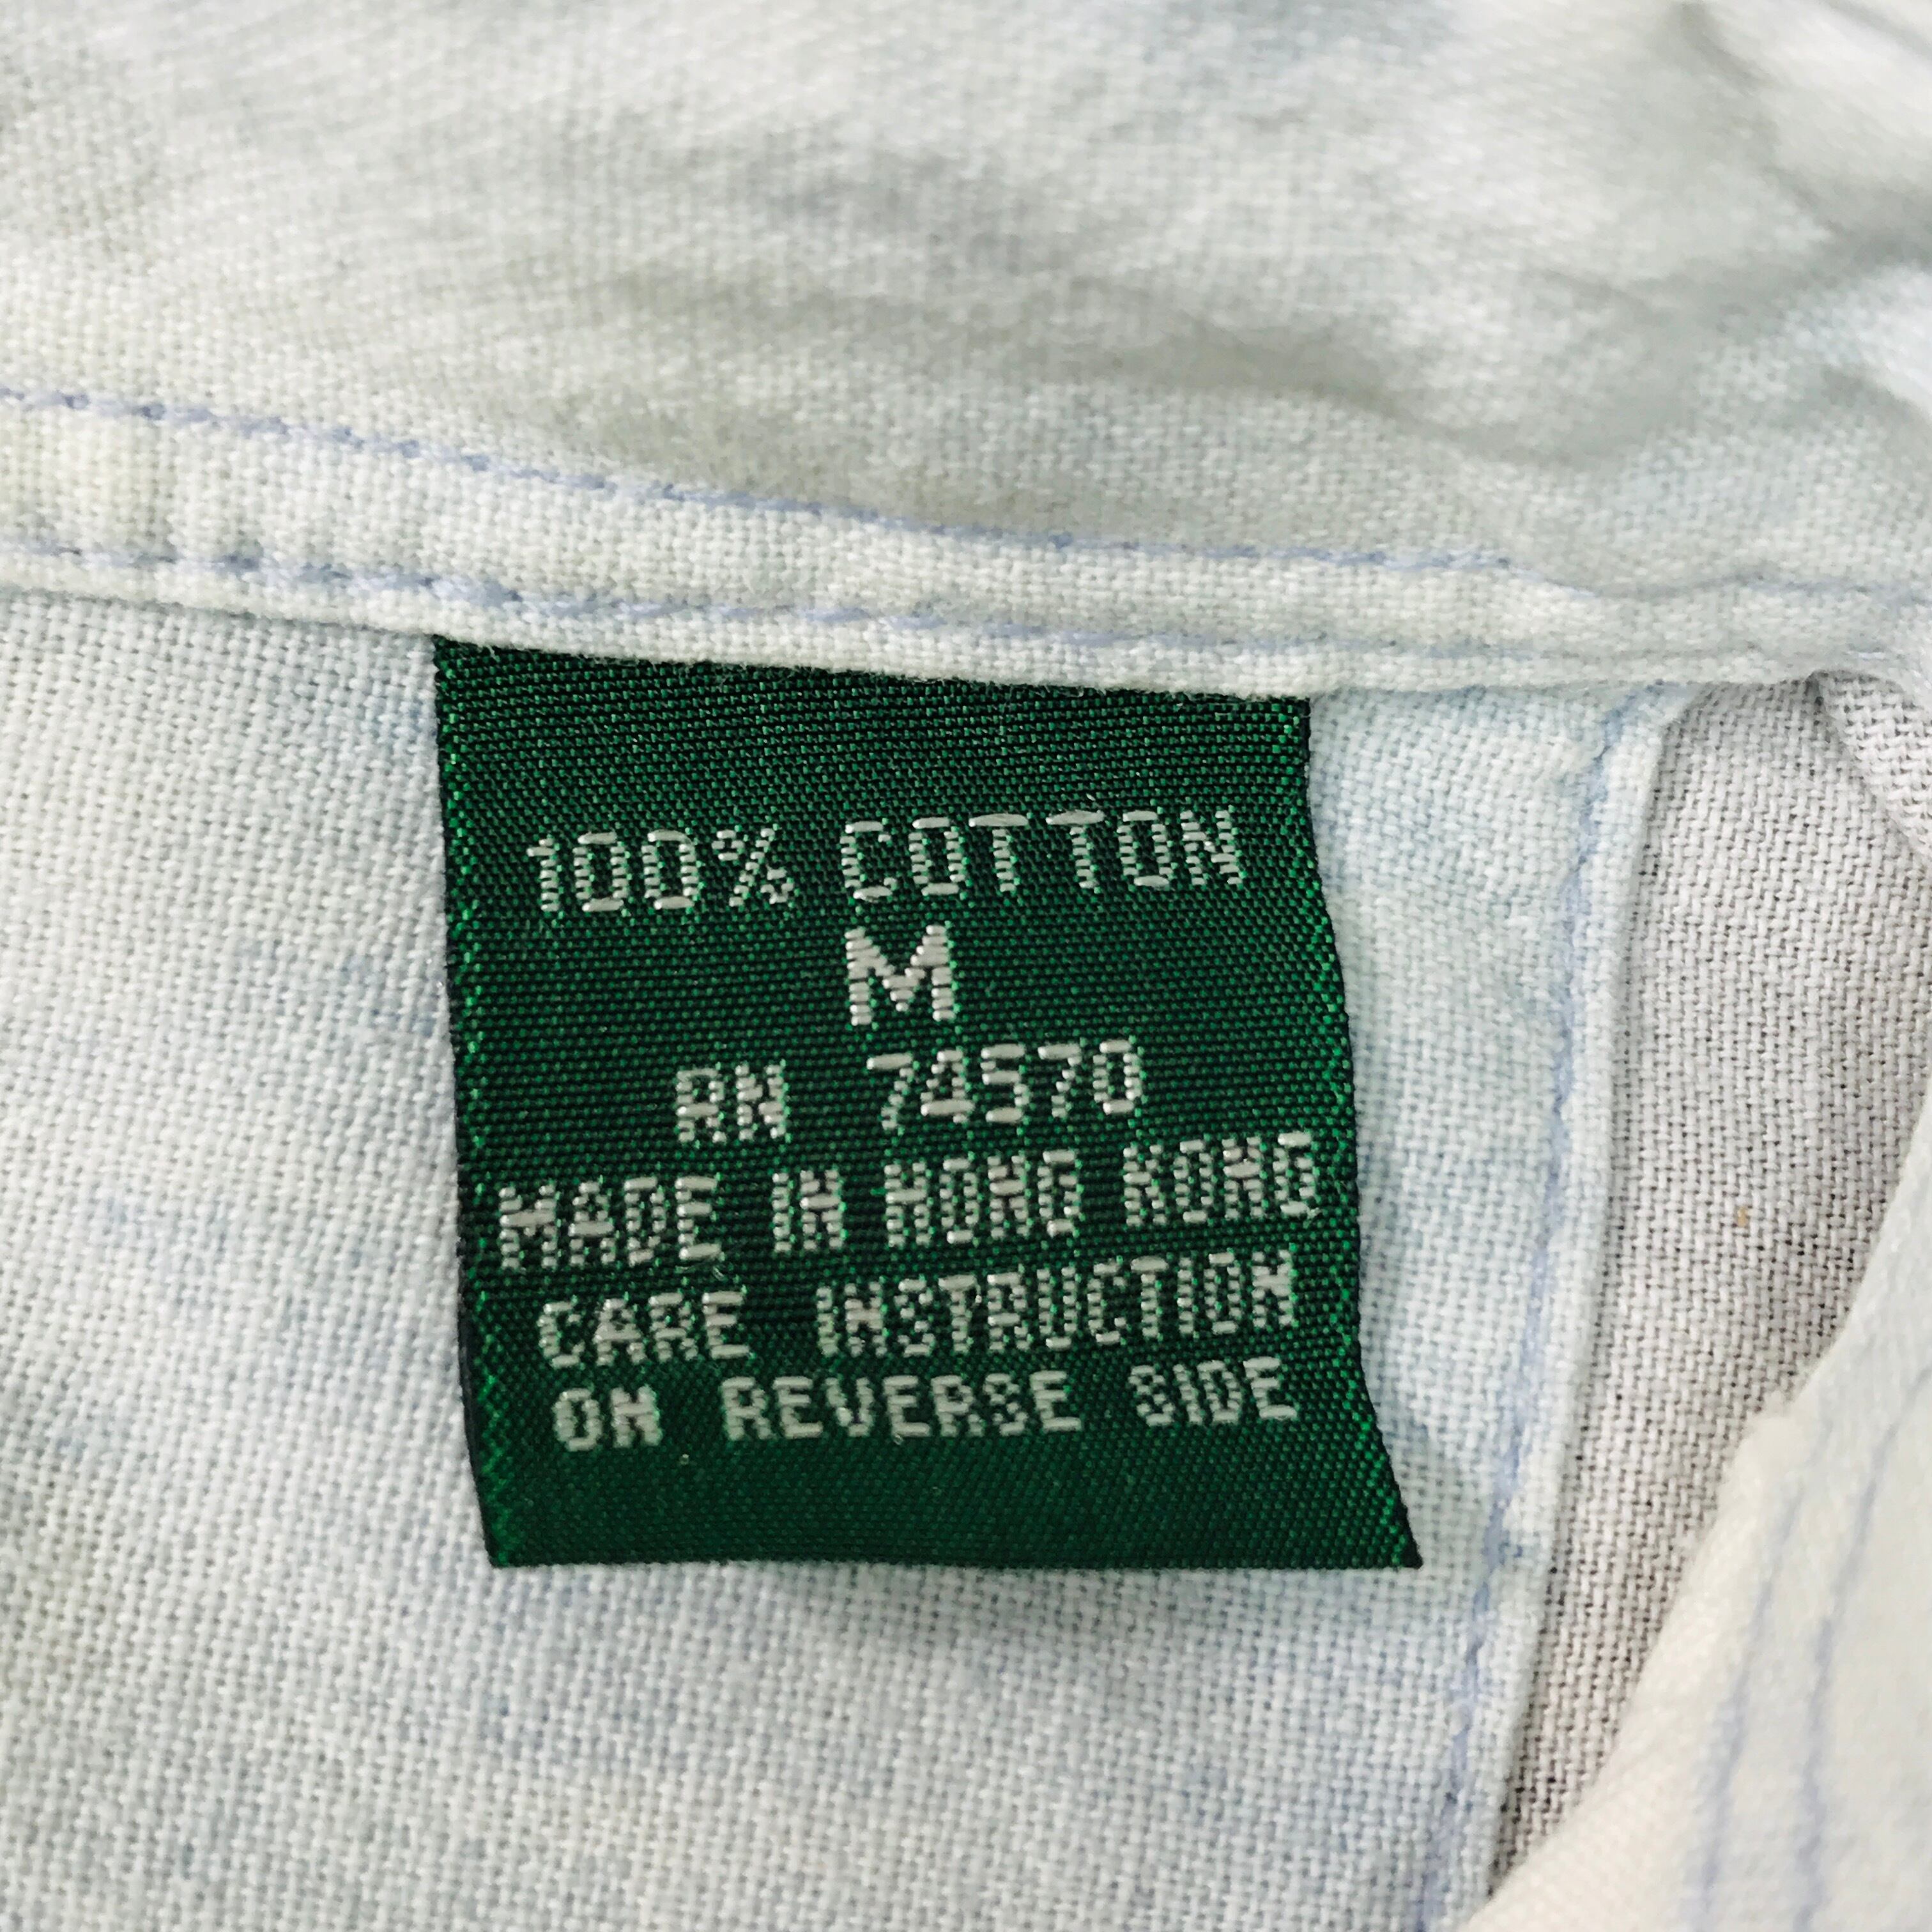 100% COTTON
M
RN 74570
MADE IN HONG KONG
CARE INSTRUCTION
ON REVERSE SIDE